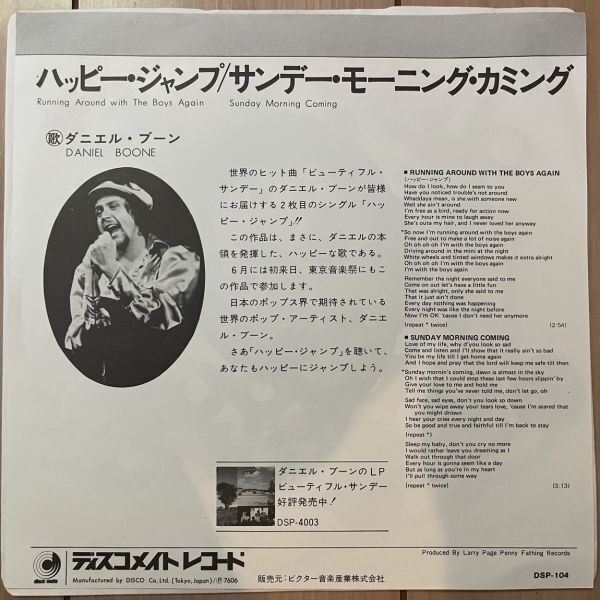 ハッピー・ジャンプ/サンデー・モーニング・カミング
Running Around with The Boys Again Sunday Morning Coming
歌 ダニエル・ブーン
DANIEL BOONE
世界のヒット曲「ビューティフル・
サンデー」のダニエル・ブーンが皆様
にお届けする2枚目のシングル「ハッ
ピー・ジャンプ」!!
この作品は、まさに、ダニエルの本
領を発揮した、ハッピーな歌である。
6月には初来日、東京音楽祭にもこ
の作品で参加します。
日本のポップス界で期待されている
世界のポップ・アーティスト、ダニエ
ル・ブーン。
さあ「ハッピー・ジャンプ」を聴いて、
あなたもハッピーにジャンプしよう。
ダニエル・ブーンのLP
ビューティフル・サンデー
好評発売中!
DSP-4003
■ RUNNING AROUND WITH THE BOYS AGAIN
(ハッピー・ジャンプ)
How do I look, how do I seem to you
Have you noticed trouble's not around
Whaddaya mean, is she with someone new
Well she ain't around
I'm free as a bird, ready for action now
Every hour is mine to laugh away
She's outa my hair, and I never loved her anyway
*So now I'm running around with the boys again
Free and out to make a lot of noise again
Oh oh oh oh I'm with the boys again
Driving around in the mini at the night
White wheels and tinted windows makes it extra alright
Oh oh oh oh I'm with the boys again
I'm with the boys again
Remember the night everyone said to me
Come on out let's have a little fun
That was alright, only she said to me
That it just ain't done
Every day nothing was happening
Every night was like the night before
Now I'm OK 'cause I don't need her anymore
(repeat * twice) (2:54)
■ SUNDAY MORNING COMING
Love of my life, why d'you look so sad
Come and listen and I'll show that it really ain't so bad
You be my life till I get home again
And I hope and pray that the lord will keep me safe till then
*Sunday mornin's coming, dawn is almost in the sky
Oh I wish that I could stop these last few hours slippin' by
Give your love to me and hold me
Tell me things you've never told me, don't let go, oh
Sad face, sad eyes, don't you look so down
Won't you wipe away your tears love, 'cause I'm scared that
you might drown
I hear your cries every night and day
So be good and true and faithful till I'm back to stay
(repeat *)
Sleep my baby, don't you cry no more
I would rather leave you dreaming as I
Walk out through that door
Every hour is gonna seem like a day
But as long as you're in my heart
I'll pull through some way
(repeat * twice) (3:13)
disco mate
ディスコメイトレコード
Manufactured by DISCO Co, Ltd. (Tokyo, Japan)/Ⓟ7606
販売元:ビクター音楽産業株式会社
Produced By Larry Page Penny Fathing Records
DSP-104